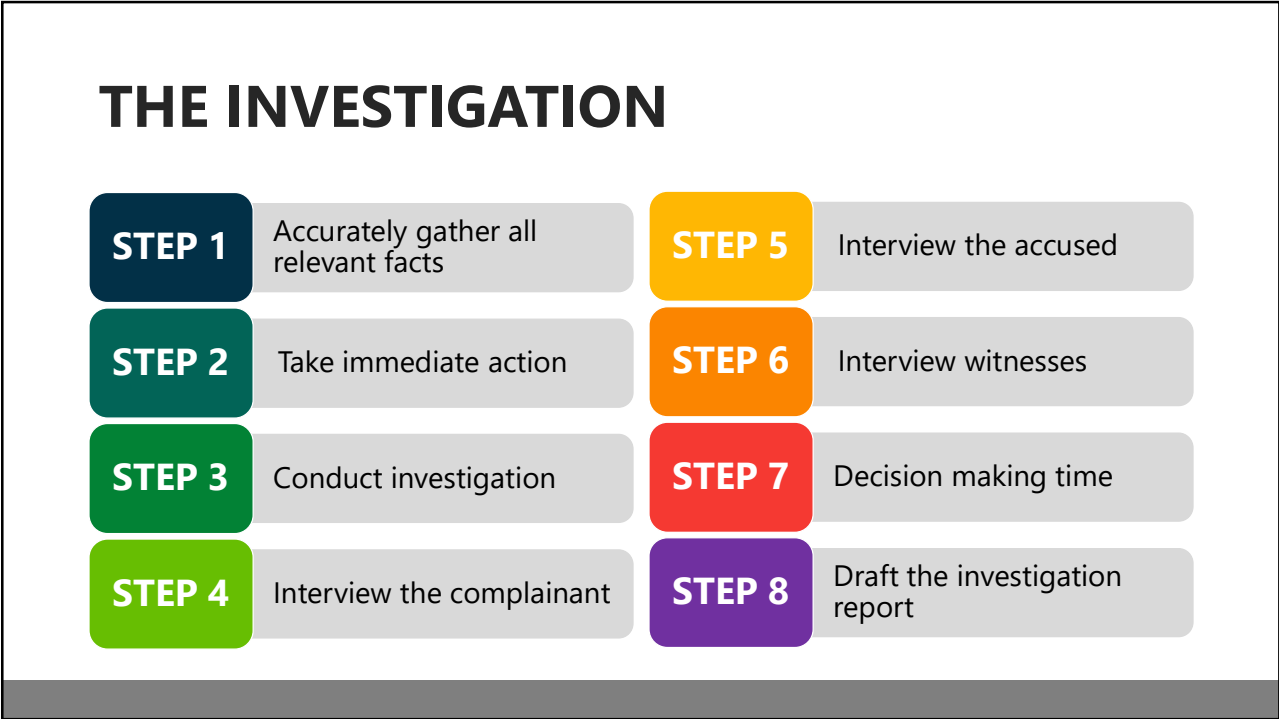 THE INVESTIGATION
STEP 1
Accurately gather all
relevant facts
STEP 2
Take immediate action
STEP 3
Conduct investigation
STEP 4
Interview the complainant
STEP 5
Interview the accused
STEP 6
Interview witnesses
STEP 7
Decision making time
STEP 8
Draft the investigation
report